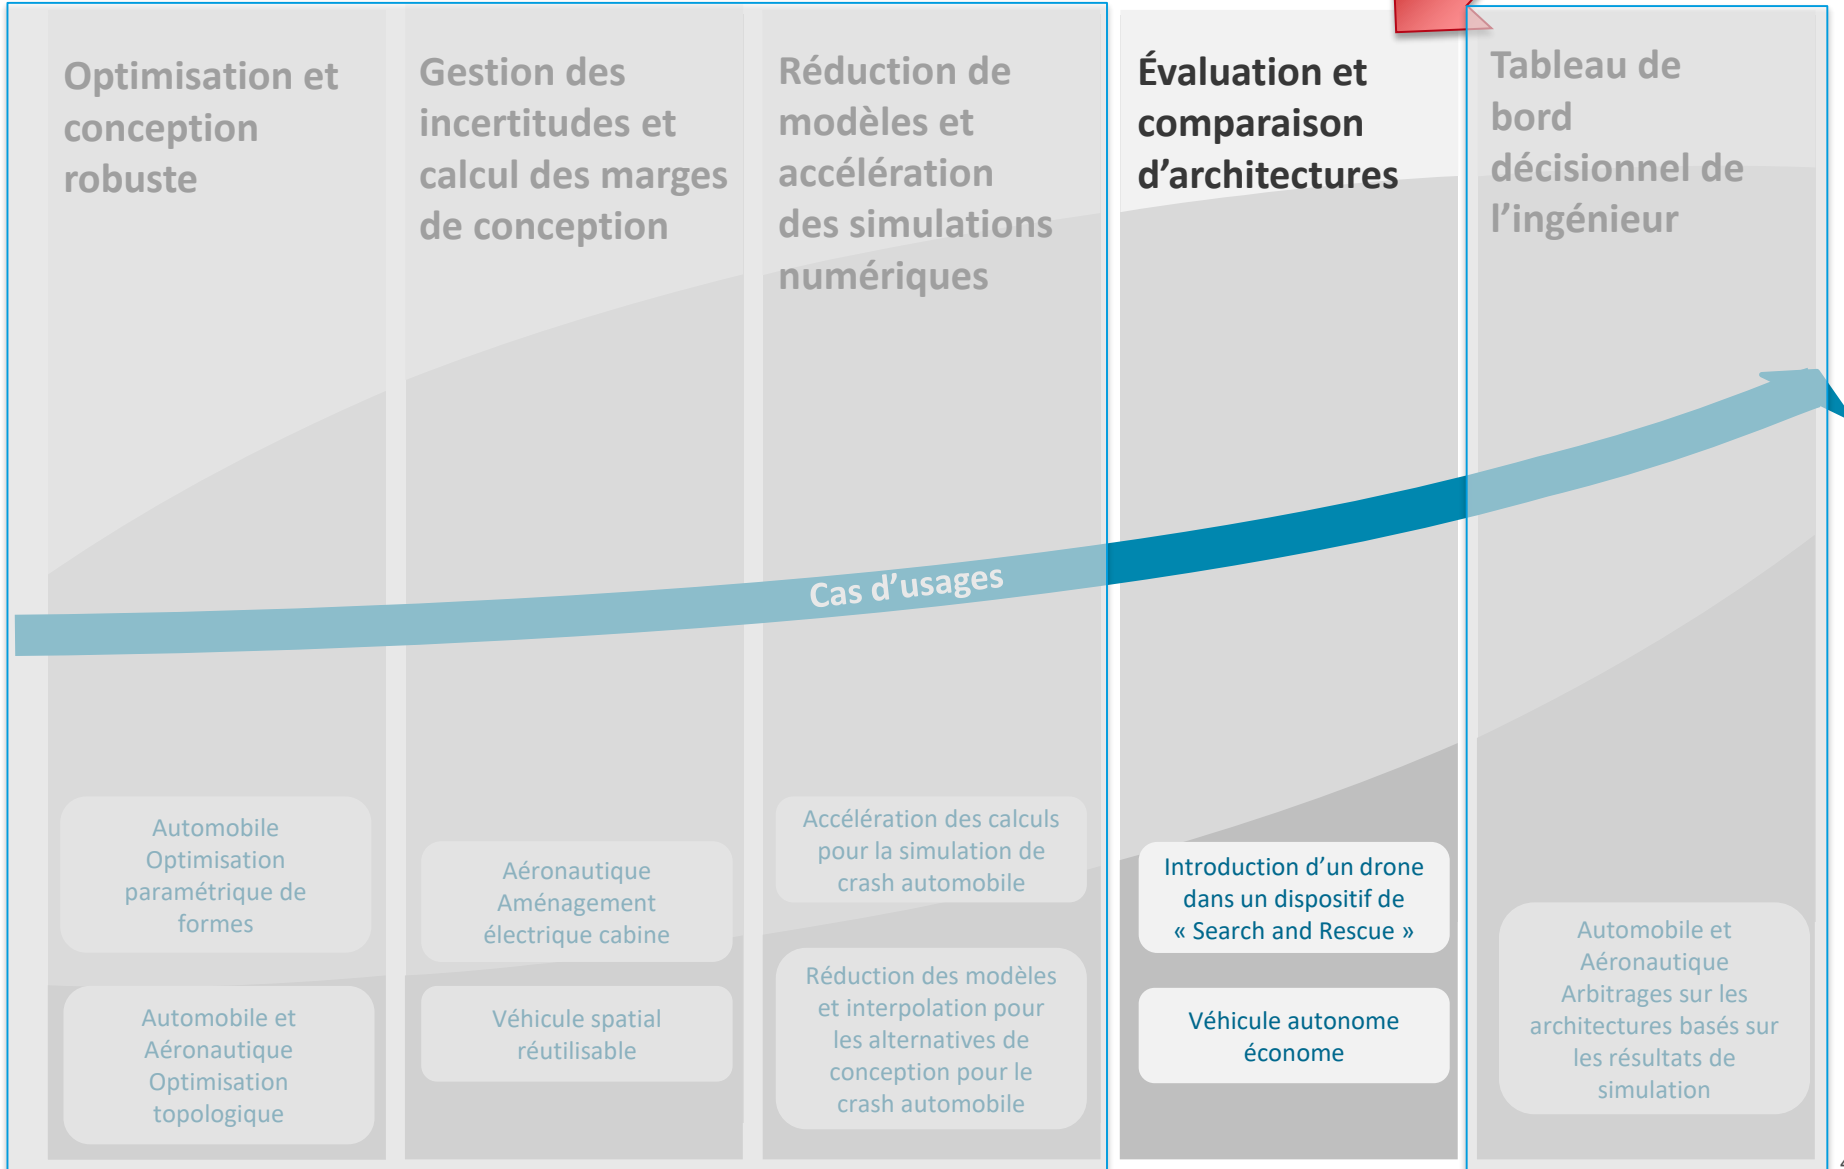 Optimisation et
conception
robuste
Gestion des
incertitudes et
calcul des marges
de conception
Réduction de
modèles et
accélération
des simulations
numériques
Évaluation et
comparaison
d’architectures
Tableau de
bord
décisionnel de
l’ingénieur
Cas d’usages
Automobile
Optimisation
paramétrique de
formes
Automobile et
Aéronautique
Optimisation
topologique
Aéronautique
Aménagement
électrique cabine
Véhicule spatial
réutilisable
Accélération des calculs
pour la simulation de
crash automobile
Réduction des modèles
et interpolation pour
les alternatives de
conception pour le
crash automobile
Introduction d’un drone
dans un dispositif de
« Search and Rescue »
Véhicule autonome
économe
Automobile et
Aéronautique
Arbitrages sur les
architectures basés sur
les résultats de
simulation